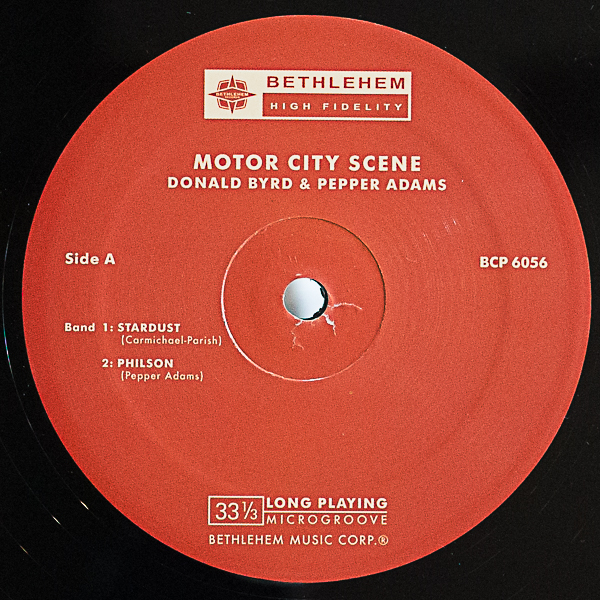 BETHLEHEM
BETHLEHEM
HIGH FIDELITY
MOTOR CITY SCENE
DONALD BYRD & PEPPER ADAMS
Side A
BCP 6056
Band 1: STARDUST
(Carmichael-Parish)
2: PHILSON
(Pepper Adams)
33⅓ LONG PLAYING
MICROGROOVE
BETHLEHEM MUSIC CORP.®